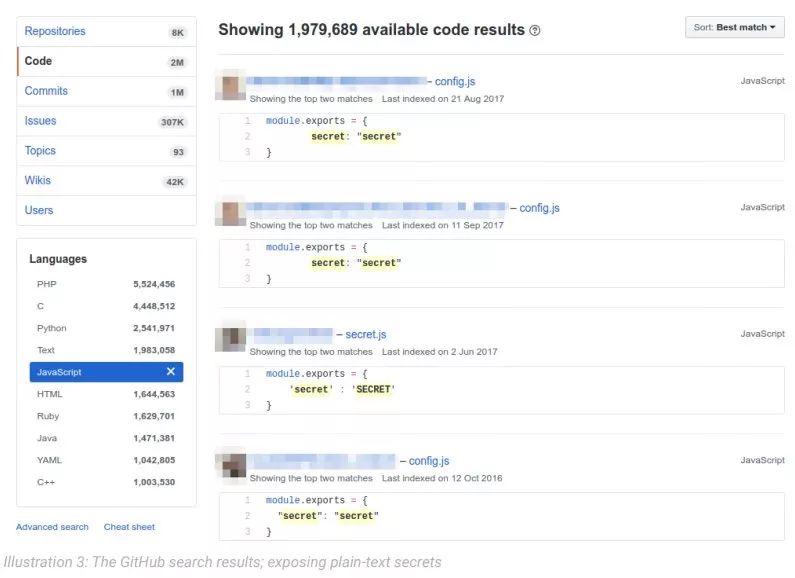 Repositories 8K
Code 2M
Commits 1M
Issues 307K
Topics 93
Wikis 42K
Users
Languages
PHP 5,524,456
C 4,448,512
Python 2,541,971
Text 1,983,058
JavaScript ✕
HTML 1,644,563
Ruby 1,629,701
Java 1,471,381
YAML 1,042,805
C++ 1,003,530
Advanced search Cheat sheet
Showing 1,979,689 available code results ?
Sort: Best match
– config.js JavaScript
Showing the top two matches Last indexed on 21 Aug 2017
1 module.exports = {
2 secret: "secret"
3 }
– config.js JavaScript
Showing the top two matches Last indexed on 11 Sep 2017
1 module.exports = {
2 secret: "secret"
3 }
– secret.js JavaScript
Showing the top two matches Last indexed on 2 Jun 2017
1 module.exports = {
2 'secret' : 'SECRET'
3 }
– config.js JavaScript
Showing the top two matches Last indexed on 12 Oct 2016
1 module.exports = {
2 "secret": "secret"
3 }
Illustration 3: The GitHub search results; exposing plain-text secrets